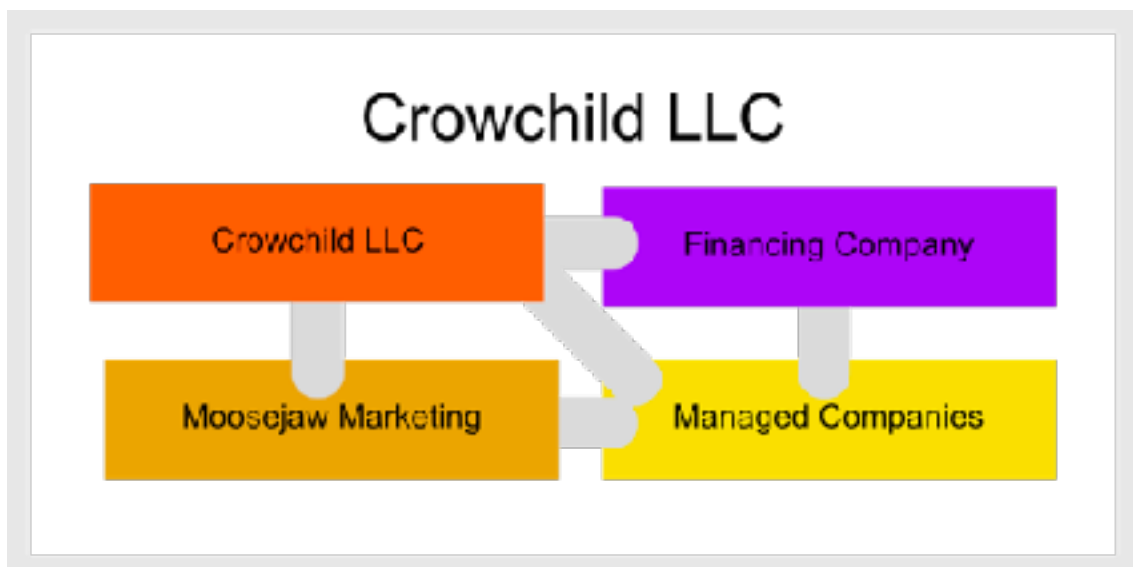 Crowchild LLC
Crowchild LLC
Financing Company
Moosejaw Marketing
Managed Companies